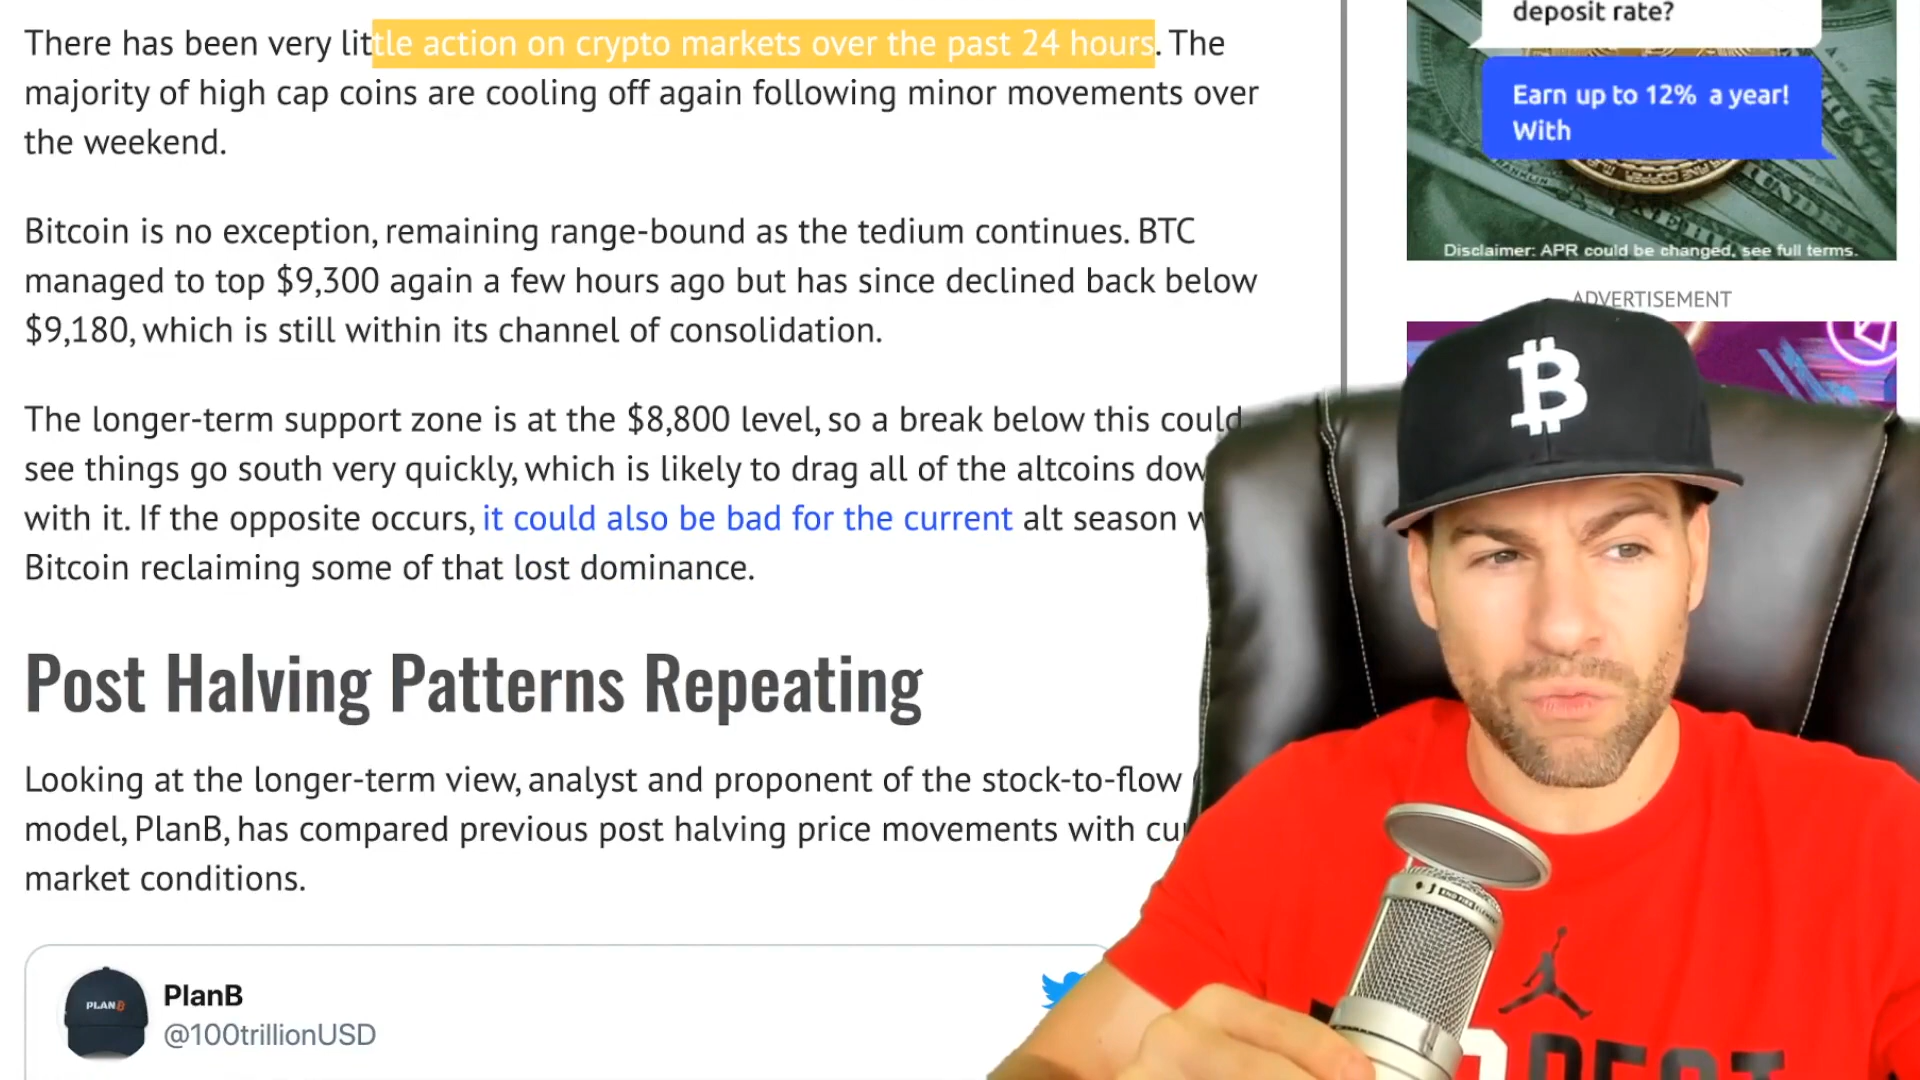 There has been very little action on crypto markets over the past 24 hours. The
majority of high cap coins are cooling off again following minor movements over
the weekend.
Bitcoin is no exception, remaining range-bound as the tedium continues. BTC
managed to top $9,300 again a few hours ago but has since declined back below
$9,180, which is still within its channel of consolidation.
The longer-term support zone is at the $8,800 level, so a break below this could
see things go south very quickly, which is likely to drag all of the altcoins dow
with it. If the opposite occurs, it could also be bad for the current alt season w
Bitcoin reclaiming some of that lost dominance.
Post Halving Patterns Repeating
Looking at the longer-term view, analyst and proponent of the stock-to-flow
model, PlanB, has compared previous post halving price movements with cu
market conditions.
PLANB
PlanB
@100trillionUSD
deposit rate?
Earn up to 12% a year!
With
Disclaimer: APR could be changed, see full terms.
ADVERTISEMENT